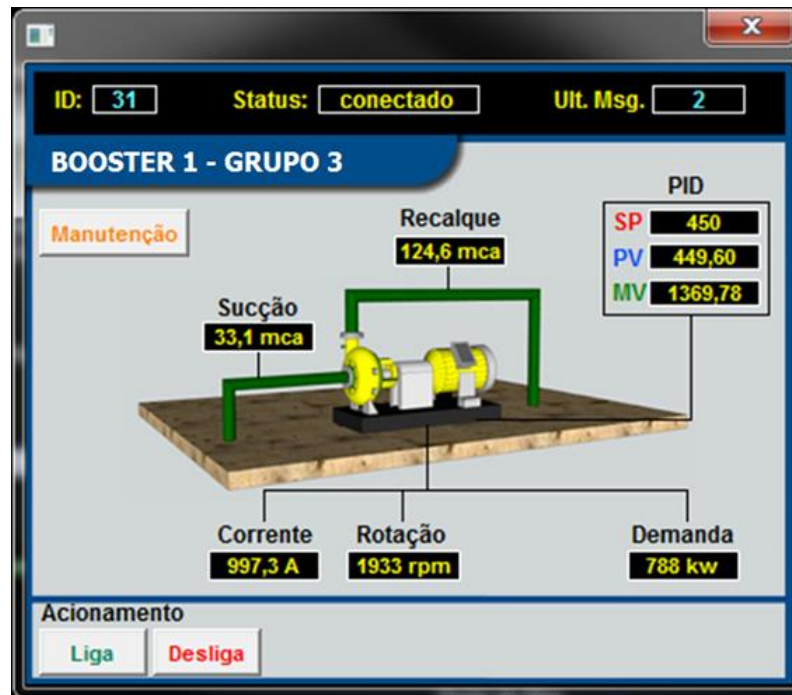 ID: 31 Status: conectado Ult. Msg. 2
BOOSTER 1 - GRUPO 3
PID
Manutenção
Recalque
124,6 mca
SP 450
PV 449,60
MV 1369,78
Sucção
33,1 mca
Corrente Rotação Demanda
997,3 A 1933 rpm 788 kw
Acionamento
Liga Desliga